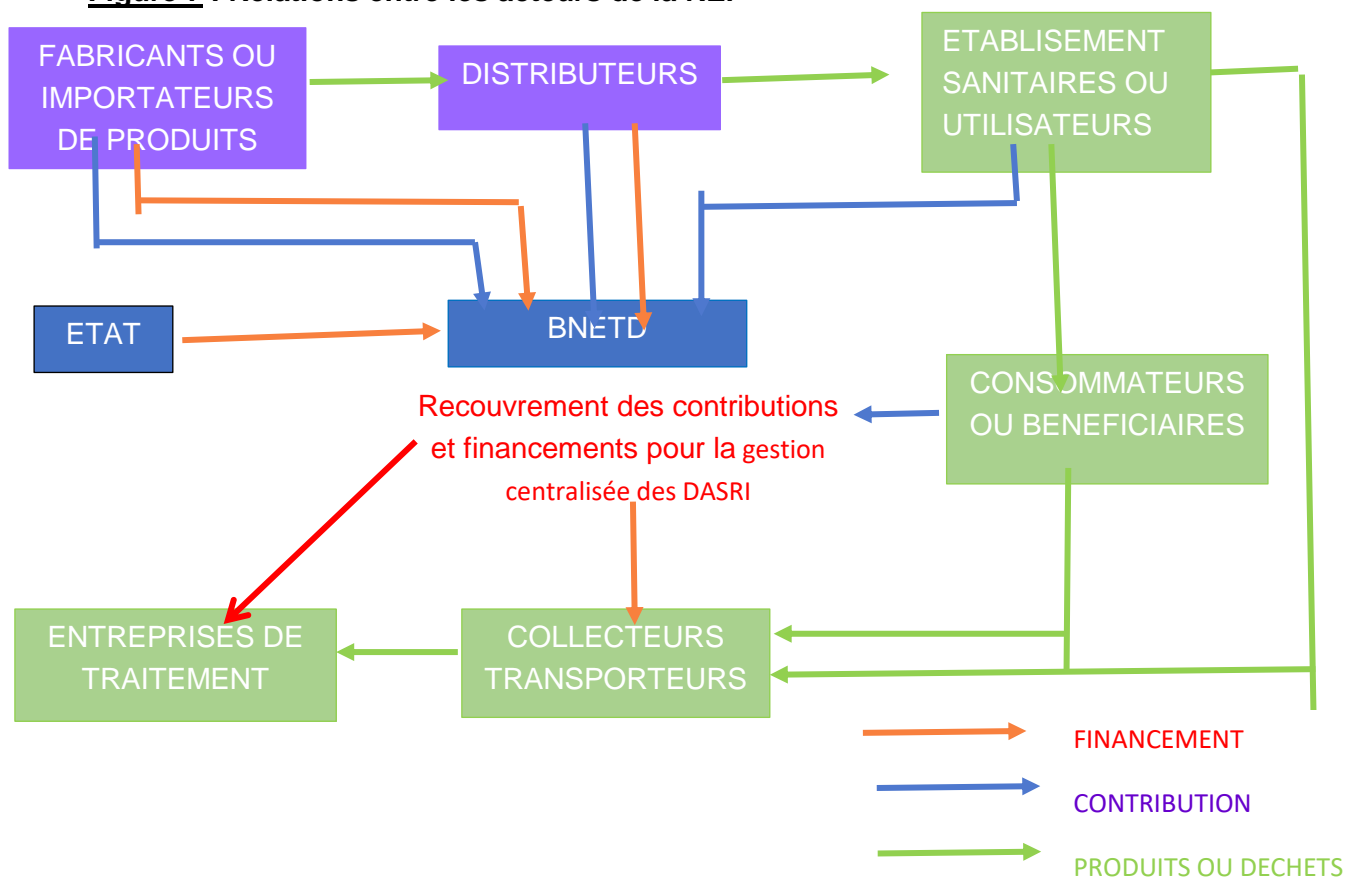 FABRICANTS OU
IMPORTATEURS
DE PRODUITS
DISTRIBUTEURS
ETABLISEMENT
SANITAIRES OU
UTILISATEURS
ETAT
BNETD
CONSOMMATEURS
OU BENEFICIAIRES
Recouvrement des contributions
et financements pour la gestion
centralisée des DASRI
ENTREPRISES DE
TRAITEMENT
COLLECTEURS
TRANSPORTEURS
FINANCEMENT
CONTRIBUTION
PRODUITS OU DECHETS